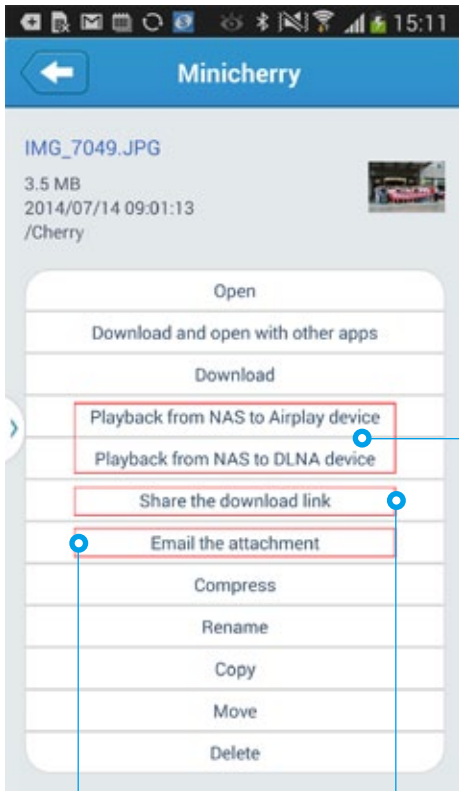 15:11
Minicherry
IMG_7049.JPG
3.5 MB
2014/07/14 09:01:13
/Cherry
Open
Download and open with other apps
Download
Playback from NAS to Airplay device
Playback from NAS to DLNA device
Share the download link
Email the attachment
Compress
Rename
Copy
Move
Delete